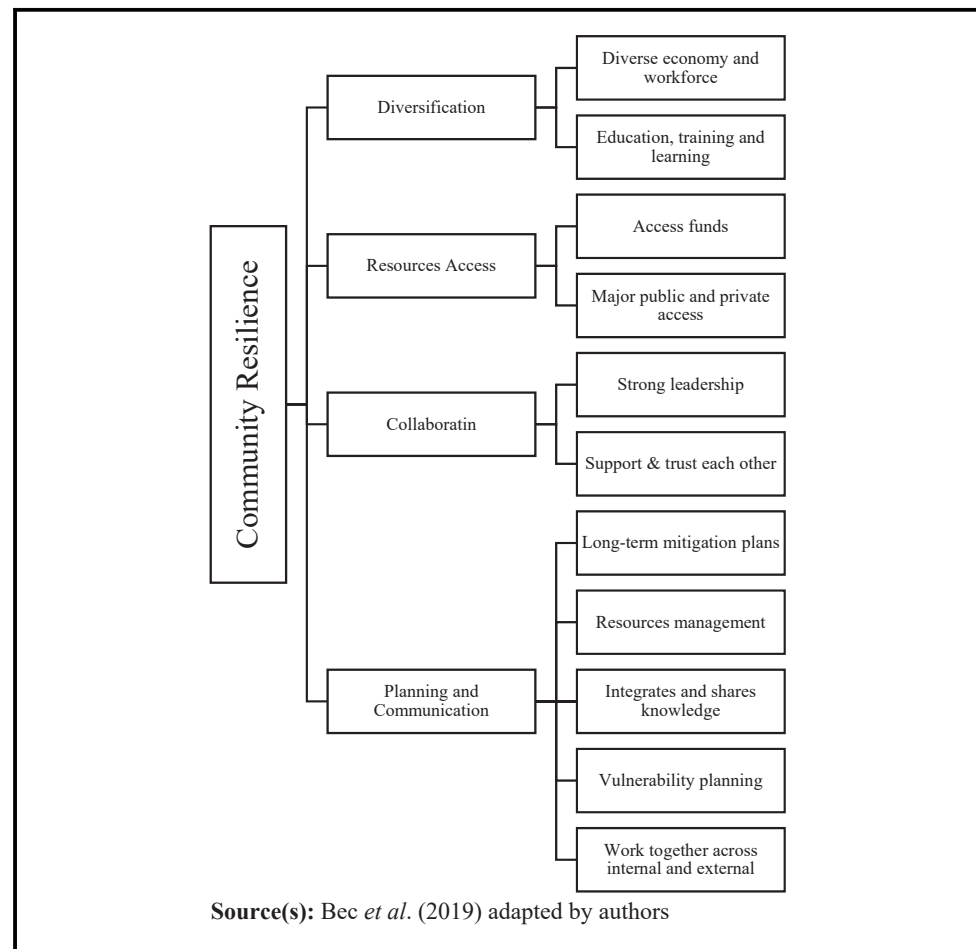 Community Resilience
Diversification
Diverse economy and
workforce
Education, training and
learning
Resources Access
Access funds
Major public and private
access
Collaboratin
Strong leadership
Support & trust each other
Planning and
Communication
Long-term mitigation plans
Resources management
Integrates and shares
knowledge
Vulnerability planning
Work together across
internal and external
Source(s): Bec et al. (2019) adapted by authors